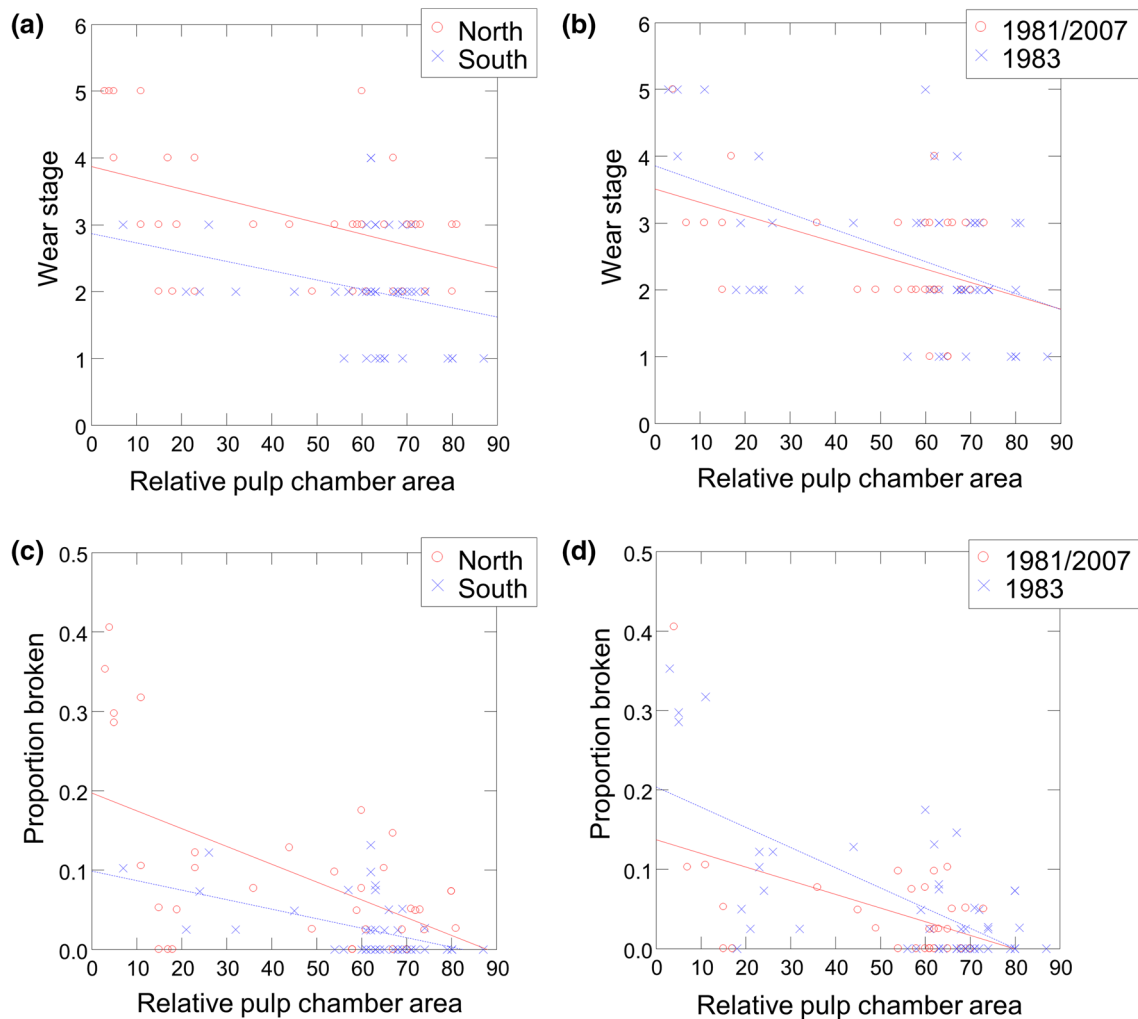 (a)
North
South
6
5
4
3
2
1
0
Wear stage
0 10 20 30 40 50 60 70 80 90
Relative pulp chamber area
(b)
1981/2007
1983
6
5
4
3
2
1
0
Wear stage
0 10 20 30 40 50 60 70 80 90
Relative pulp chamber area
(c)
North
South
0.5
0.4
0.3
0.2
0.1
0.0
Proportion broken
0 10 20 30 40 50 60 70 80 90
Relative pulp chamber area
(d)
1981/2007
1983
0.5
0.4
0.3
0.2
0.1
0.0
Proportion broken
0 10 20 30 40 50 60 70 80 90
Relative pulp chamber area